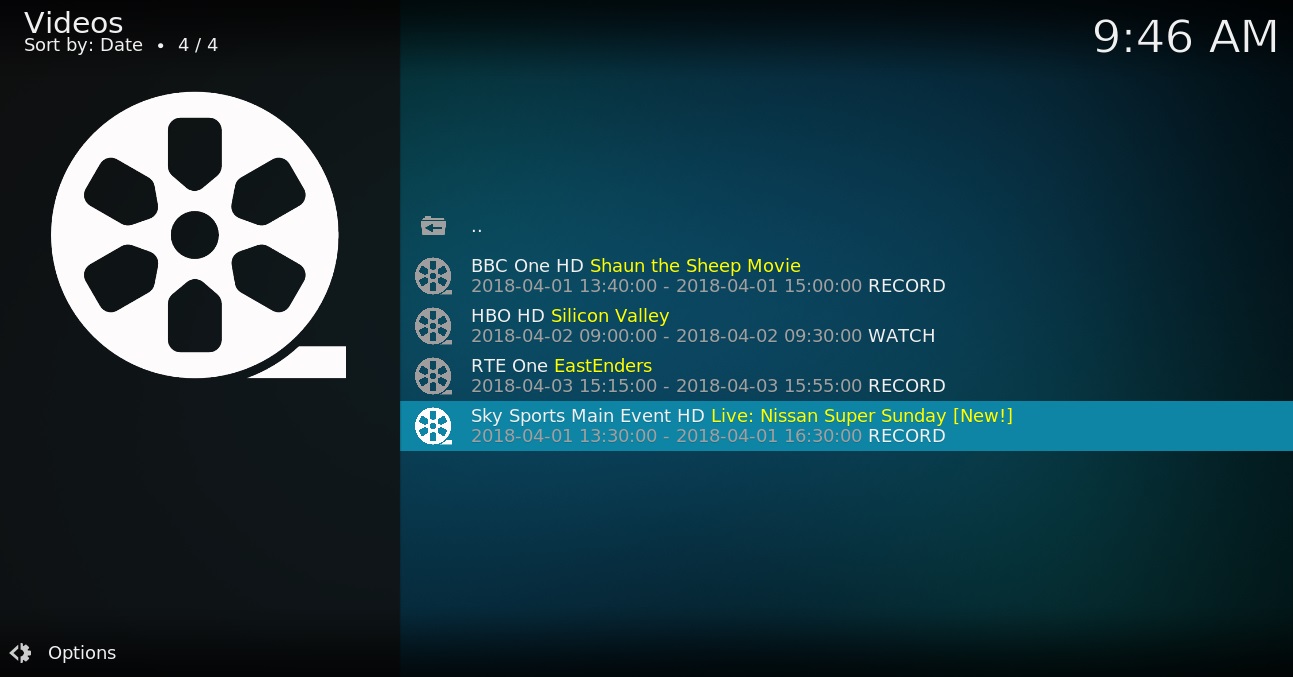 Videos
Sort by: Date • 4 / 4
9:46 AM
..
BBC One HD Shaun the Sheep Movie
2018-04-01 13:40:00 - 2018-04-01 15:00:00 RECORD
HBO HD Silicon Valley
2018-04-02 09:00:00 - 2018-04-02 09:30:00 WATCH
RTE One EastEnders
2018-04-03 15:15:00 - 2018-04-03 15:55:00 RECORD
Sky Sports Main Event HD Live: Nissan Super Sunday [New!]
2018-04-01 13:30:00 - 2018-04-01 16:30:00 RECORD
Options